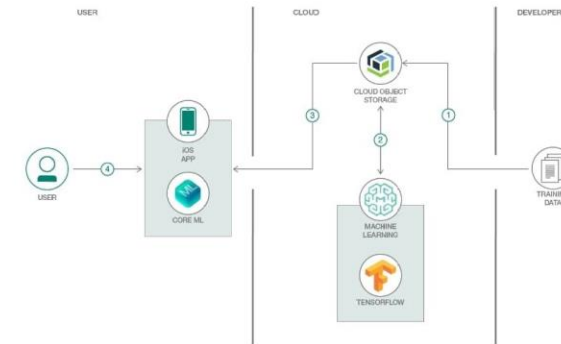 USER
CLOUD
DEVELOPER
CLOUD OBJECT
STORAGE
3
1
2
iOS
APP
4
USER
ML
CORE ML
MACHINE
LEARNING
DATA
TENSORFLOW